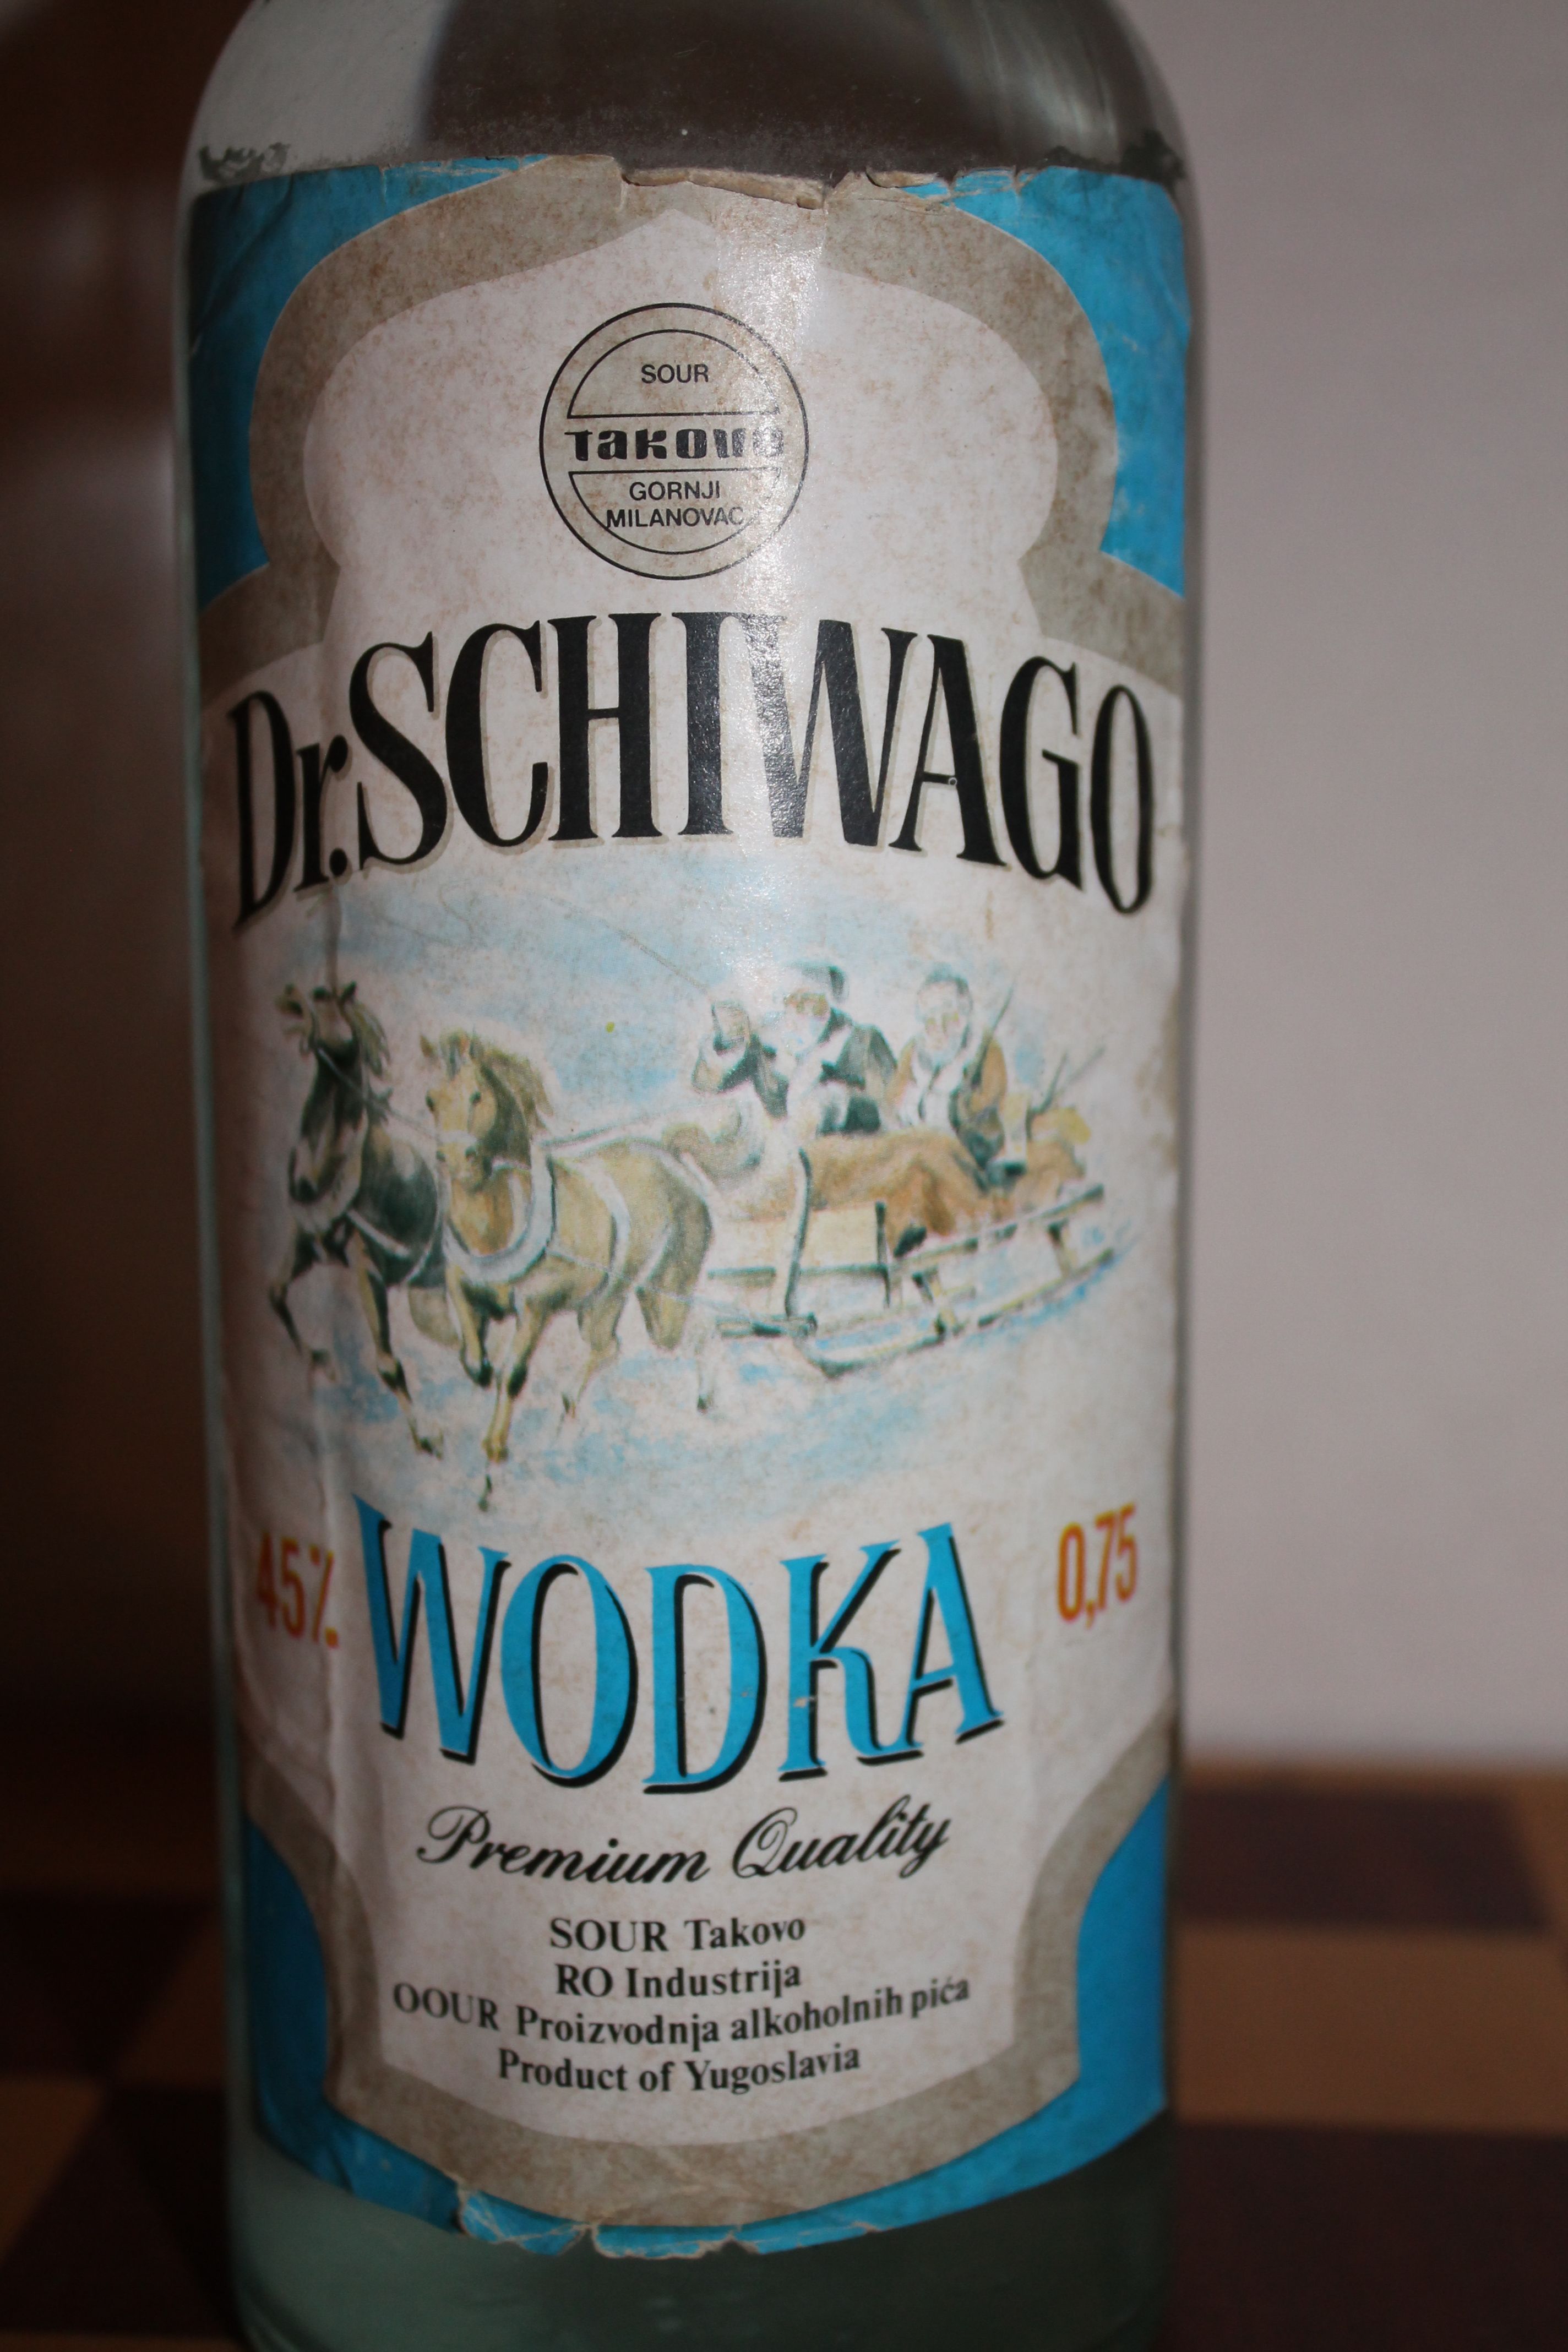 SOUR
Takovo
GORNJI
MILANOVAC
Dr. SCHIWAGO
45% WODKA 0,75
Premium Quality
SOUR Takovo
RO Industrija
OOUR Proizvodnja alkoholnih pića
Product of Yugoslavia